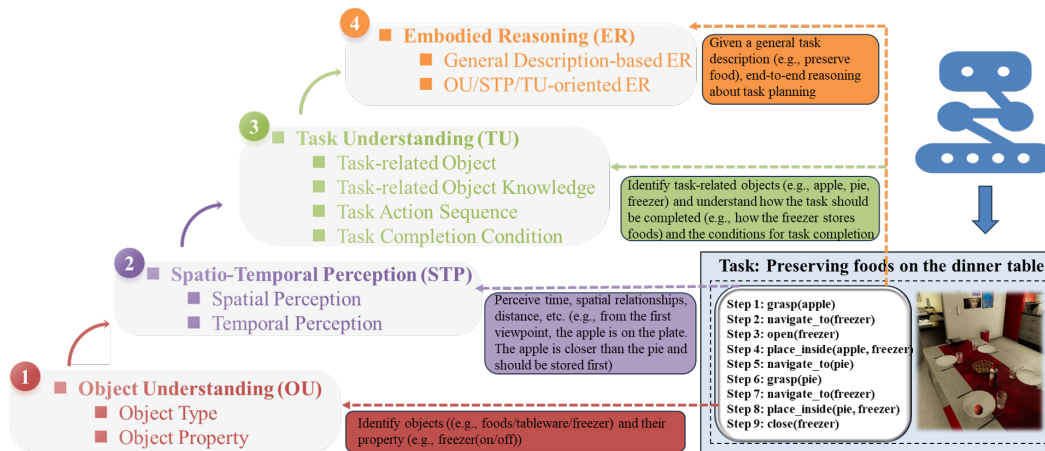 4
Embodied Reasoning (ER)
General Description-based ER
OU/STP/TU-oriented ER
Given a general task
description (e.g., preserve
food), end-to-end reasoning
about task planning
3
Task Understanding (TU)
Task-related Object
Task-related Object Knowledge
Task Action Sequence
Task Completion Condition
Identify task-related objects (e.g., apple, pie,
freezer) and understand how the task should
be completed (e.g., how the freezer stores
foods) and the conditions for task completion
2
Spatio-Temporal Perception (STP)
Spatial Perception
Temporal Perception
Perceive time, spatial relationships,
distance, etc. (e.g., from the first
viewpoint, the apple is on the plate.
The apple is closer than the pie and
should be stored first)
1
Object Understanding (OU)
Object Type
Object Property
Identify objects ((e.g., foods/tableware/freezer) and their
property (e.g., freezer(on/off))
Task: Preserving foods on the dinner table
Step 1: grasp(apple)
Step 2: navigate_to(freezer)
Step 3: open(freezer)
Step 4: place_inside(apple, freezer)
Step 5: navigate_to(pie)
Step 6: grasp(pie)
Step 7: navigate_to(freezer)
Step 8: place_inside(pie, freezer)
Step 9: close(freezer)